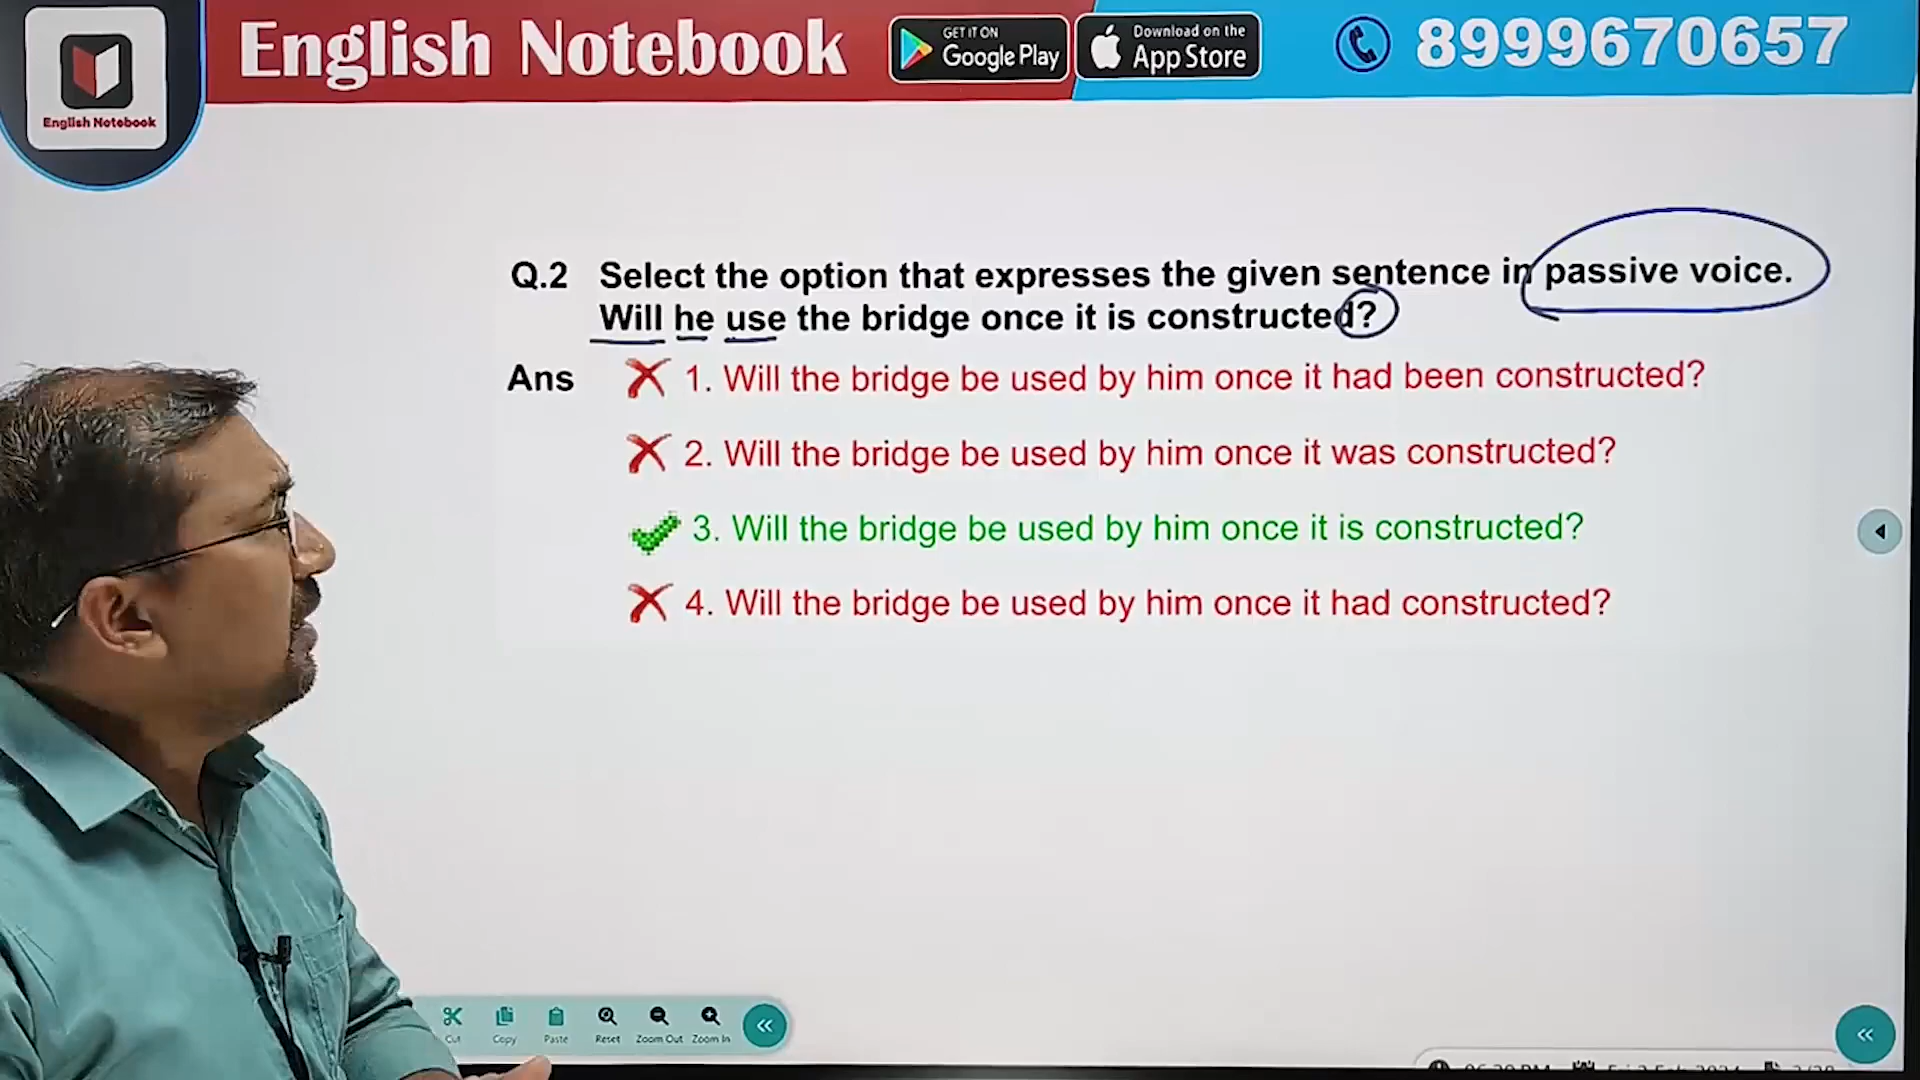 English Notebook
GET IT ON
Google Play
Download on the
App Store
8999670657
English Notebook
Q.2 Select the option that expresses the given sentence in passive voice.
Will he use the bridge once it is constructed?
Ans 1. Will the bridge be used by him once it had been constructed?
2. Will the bridge be used by him once it was constructed?
3. Will the bridge be used by him once it is constructed?
4. Will the bridge be used by him once it had constructed?
Cut Copy Paste Reset Zoom Out Zoom In